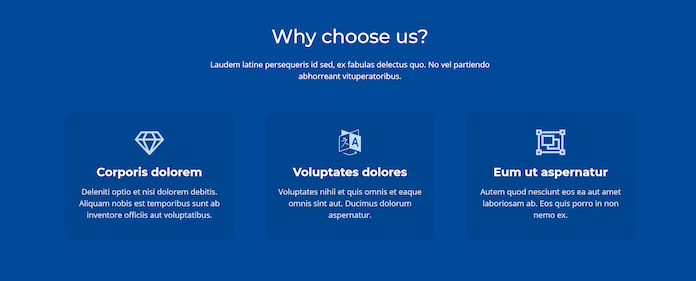 Why choose us?
Laudem latine persequeris id sed, ex fabulas delectus quo. No vel partiendo
abhorreant vituperatoribus.
Corporis dolorem
Deleniti optio et nisi dolorem debitis.
Aliquam nobis est temporibus sunt ab
inventore officiis aut voluptatibus.
Voluptates dolores
Voluptates nihil et quis omnis et eaque
omnis sint aut. Ducimus dolorum
aspernatur.
Eum ut aspernatur
Autem quod nesciunt eos ea aut amet
laboriosam ab. Eos quis porro in non
nemo ex.